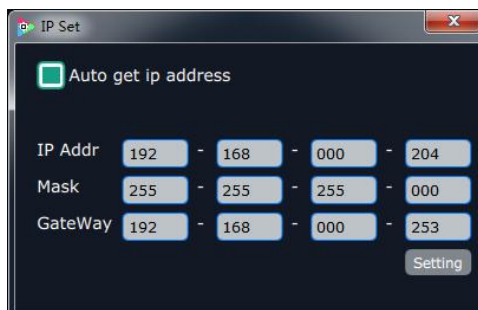 IP Set
Auto get ip address
IP Addr 192 - 168 - 000 - 204
Mask 255 - 255 - 255 - 000
GateWay 192 - 168 - 000 - 253
Setting